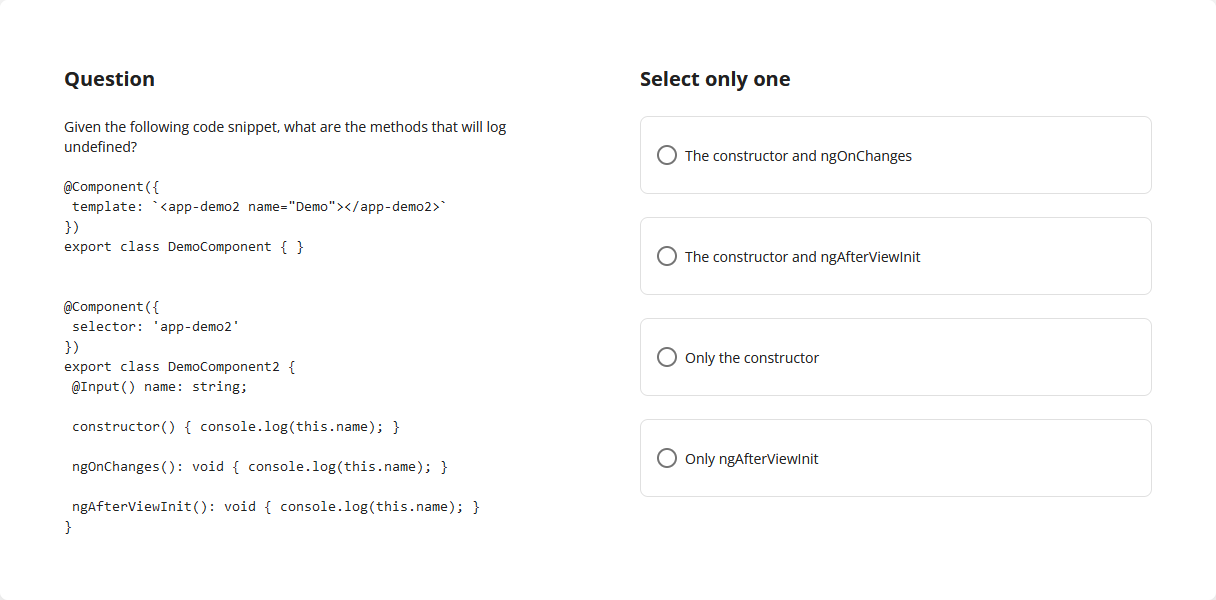 Question
Given the following code snippet, what are the methods that will log
undefined?
@Component({
template: `<app-demo2 name="Demo"></app-demo2>`
})
export class DemoComponent { }
@Component({
selector: 'app-demo2'
})
export class DemoComponent2 {
@Input() name: string;
constructor() { console.log(this.name); }
ngOnChanges(): void { console.log(this.name); }
ngAfterViewInit(): void { console.log(this.name); }
}
Select only one
The constructor and ngOnChanges
The constructor and ngAfterViewInit
Only the constructor
Only ngAfterViewInit